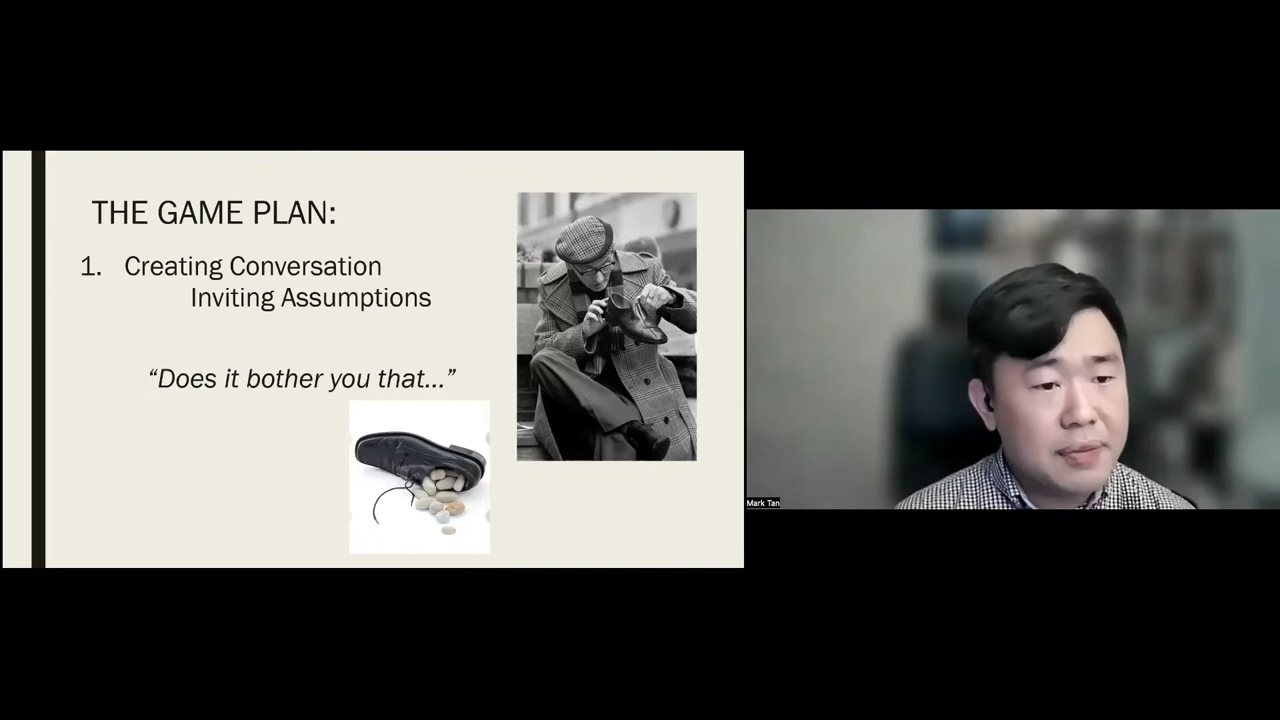 THE GAME PLAN:
1. Creating Conversation
Inviting Assumptions
“Does it bother you that...”
Mark Tan